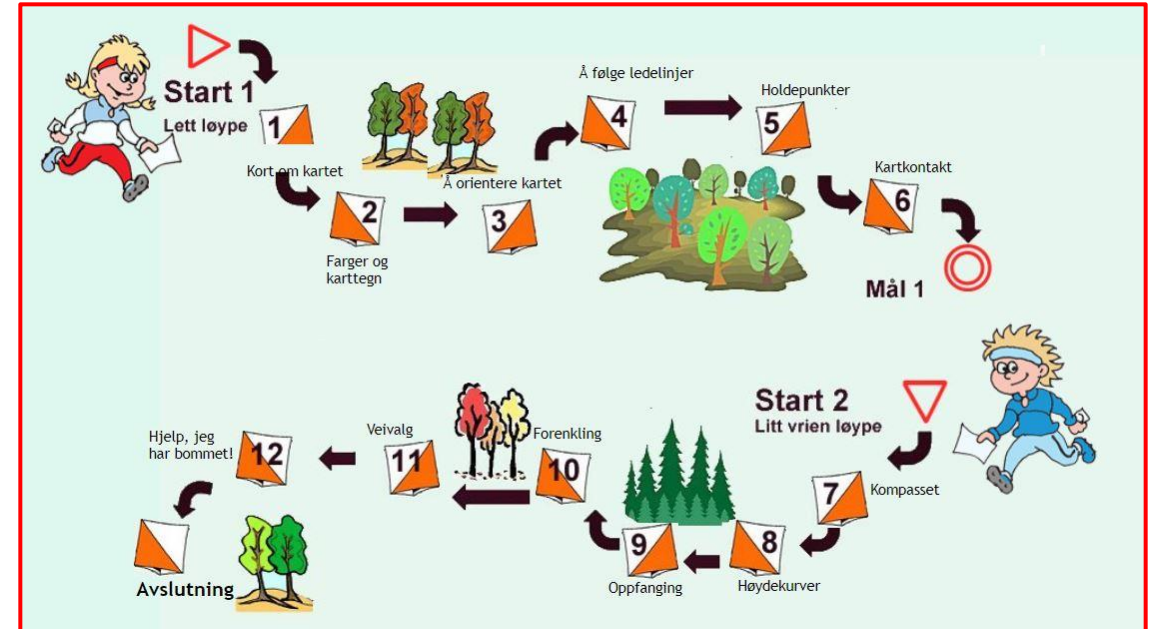 Start 1
Lett løype
1
Kort om kartet
2
Farger og
karttegn
3
Å orientere kartet
4
Å følge ledelinjer
5
Holdepunkter
6
Kartkontakt
Mål 1
Start 2
Litt vrien løype
7
Kompasset
8
Høydekurver
9
Oppfanging
10
Forenkling
11
Veivalg
12
Hjelp, jeg
har bommet!
Avslutning